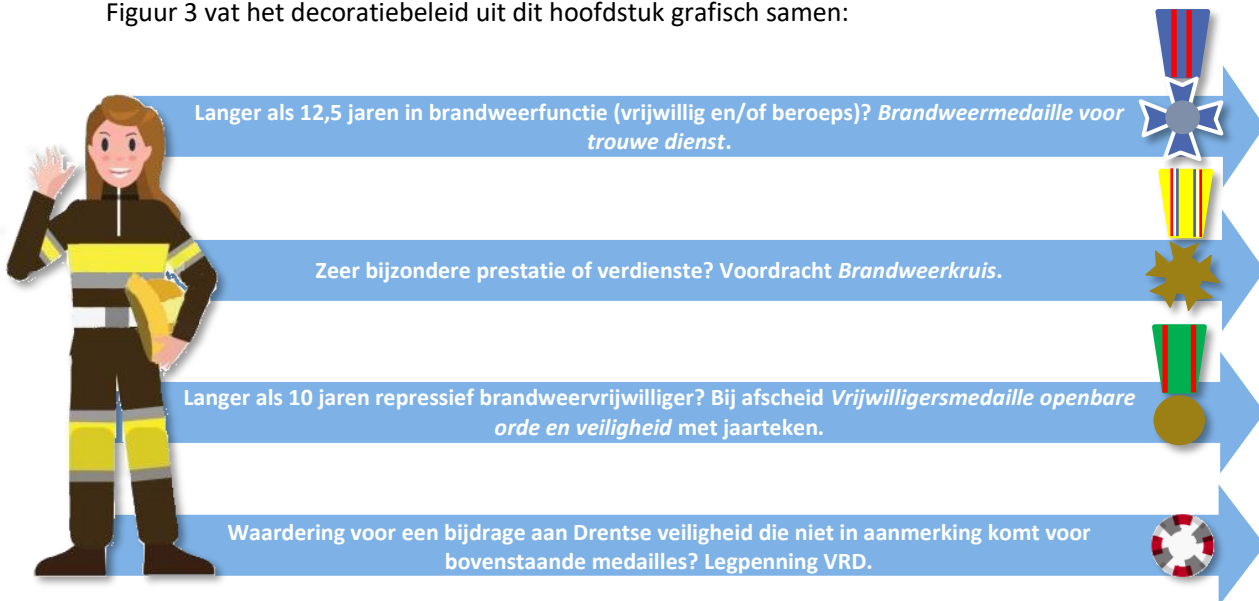 Figuur 3 vat het decoratiebeleid uit dit hoofdstuk grafisch samen:
Langer als 12,5 jaren in brandweerfunctie (vrijwillig en/of beroeps)? Brandweermedaille voor
trouwe dienst.
Zeer bijzondere prestatie of verdienste? Voordracht Brandweerkruis.
Langer als 10 jaren repressief brandweervrijwilliger? Bij afscheid Vrijwilligersmedaille openbare
orde en veiligheid met jaarteken.
Waardering voor een bijdrage aan Drentse veiligheid die niet in aanmerking komt voor
bovenstaande medailles? Legpenning VRD.